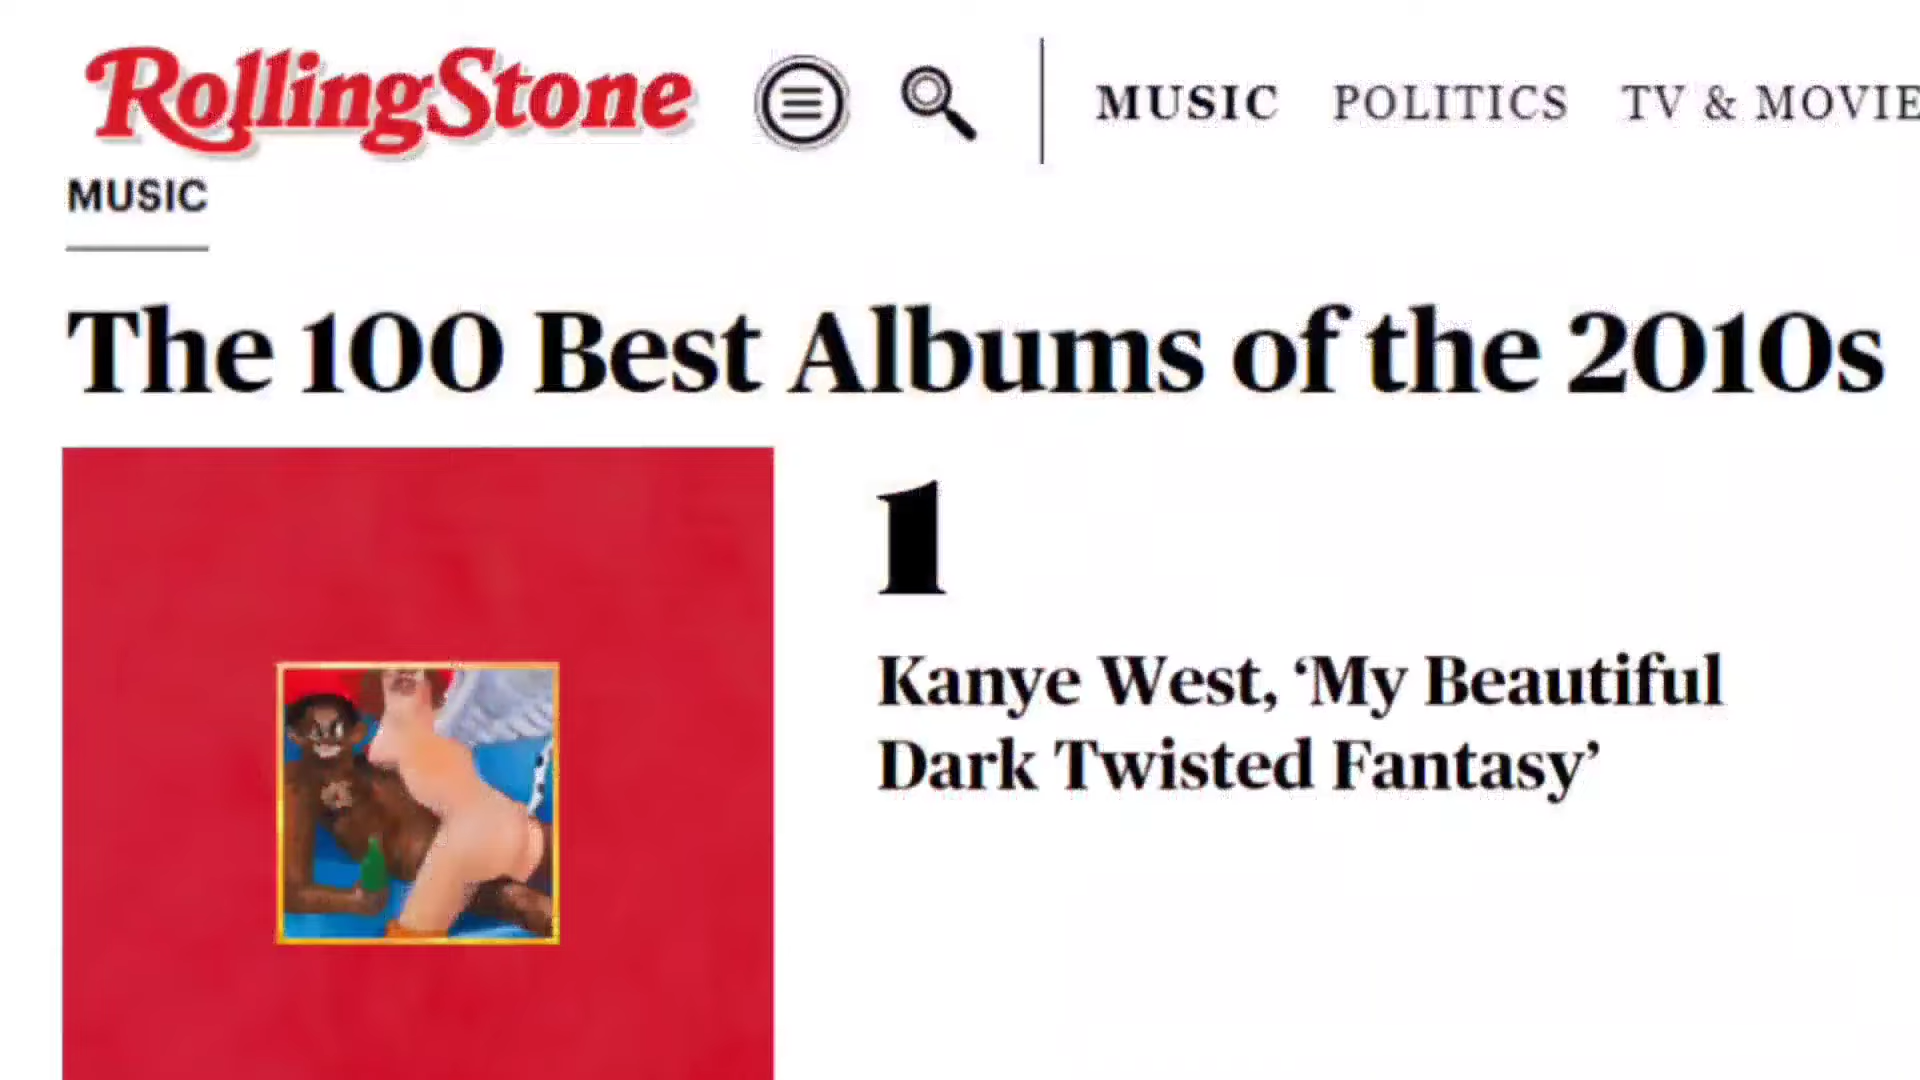 RollingStone
MUSIC POLITICS TV & MOVIE
MUSIC
The 100 Best Albums of the 2010s
1
Kanye West, ‘My Beautiful
Dark Twisted Fantasy’